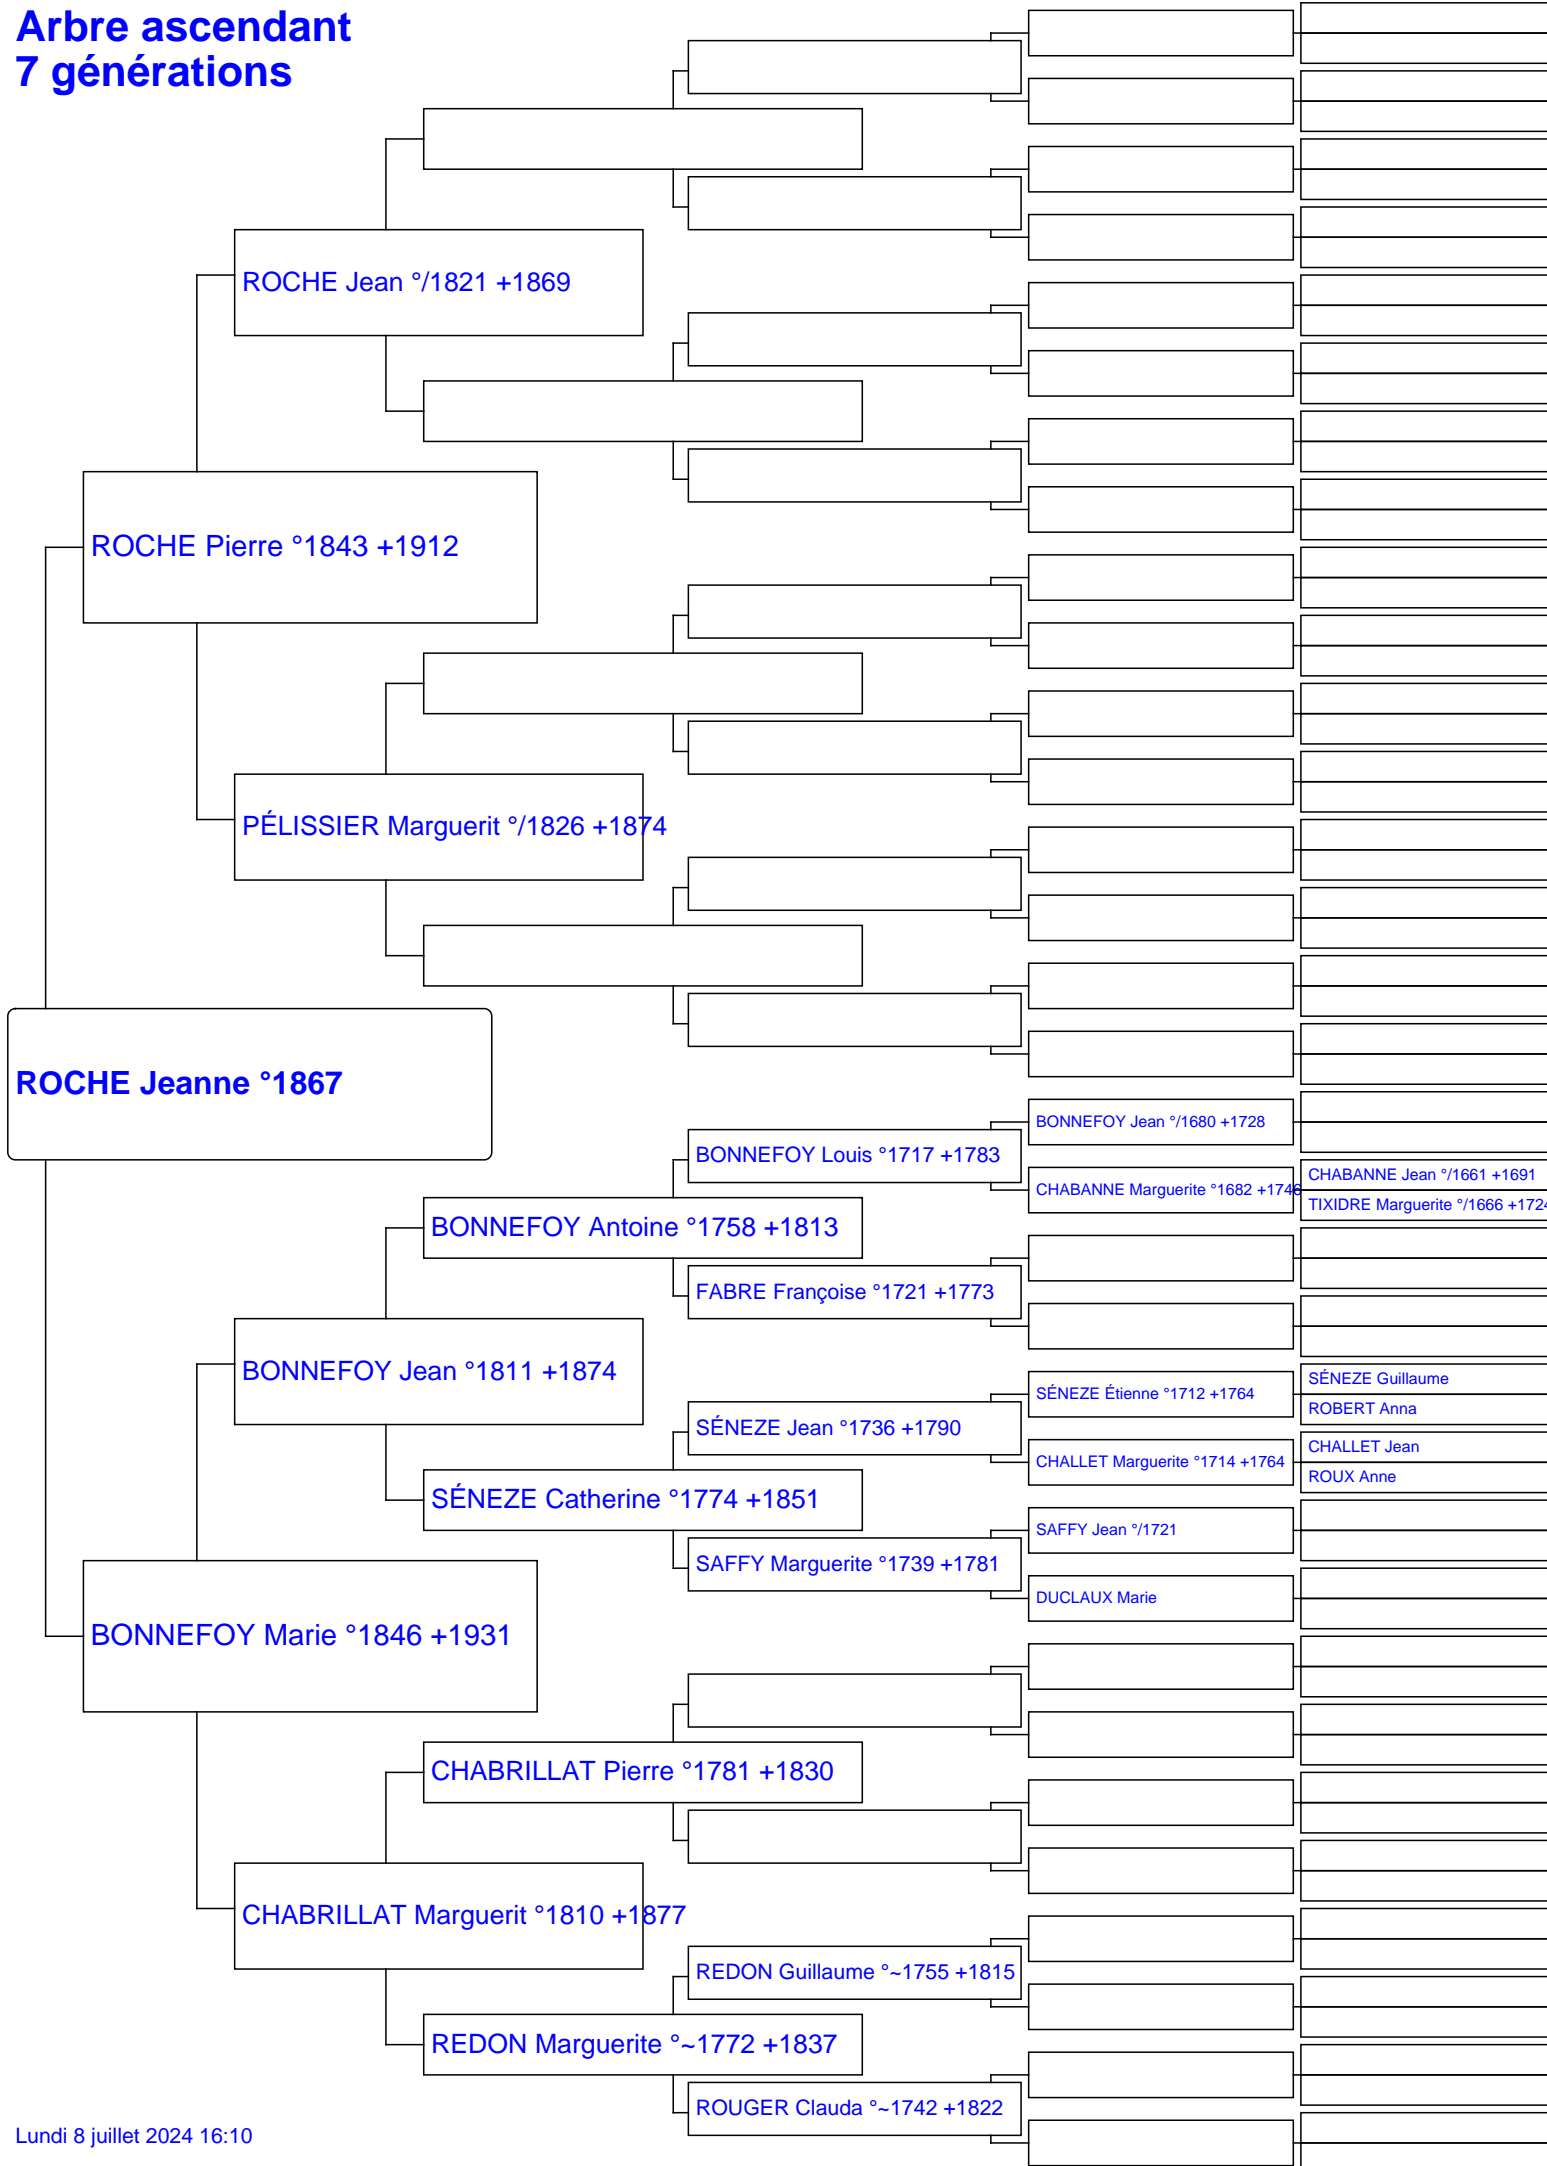 Arbre ascendant
7 générations
ROCHE Jean °/1821 +1869
ROCHE Pierre °1843 +1912
PÉLISSIER Marguerit °/1826 +1874
ROCHE Jeanne °1867
BONNEFOY Jean °/1680 +1728
BONNEFOY Louis °1717 +1783
CHABANNE Jean °/1661 +1691
CHABANNE Marguerite °1682 +1746
TIXIDRE Marguerite °/1666 +1724
BONNEFOY Antoine °1758 +1813
FABRE Françoise °1721 +1773
BONNEFOY Jean °1811 +1874
SÉNEZE Guillaume
SÉNEZE Étienne °1712 +1764
ROBERT Anna
SÉNEZE Jean °1736 +1790
CHALLET Jean
CHALLET Marguerite °1714 +1764
ROUX Anne
SÉNEZE Catherine °1774 +1851
SAFFY Jean °/1721
SAFFY Marguerite °1739 +1781
DUCLAUX Marie
BONNEFOY Marie °1846 +1931
CHABRILLAT Pierre °1781 +1830
CHABRILLAT Marguerit °1810 +1877
REDON Guillaume °~1755 +1815
REDON Marguerite °~1772 +1837
ROUGER Clauda °~1742 +1822
Lundi 8 juillet 2024 16:10